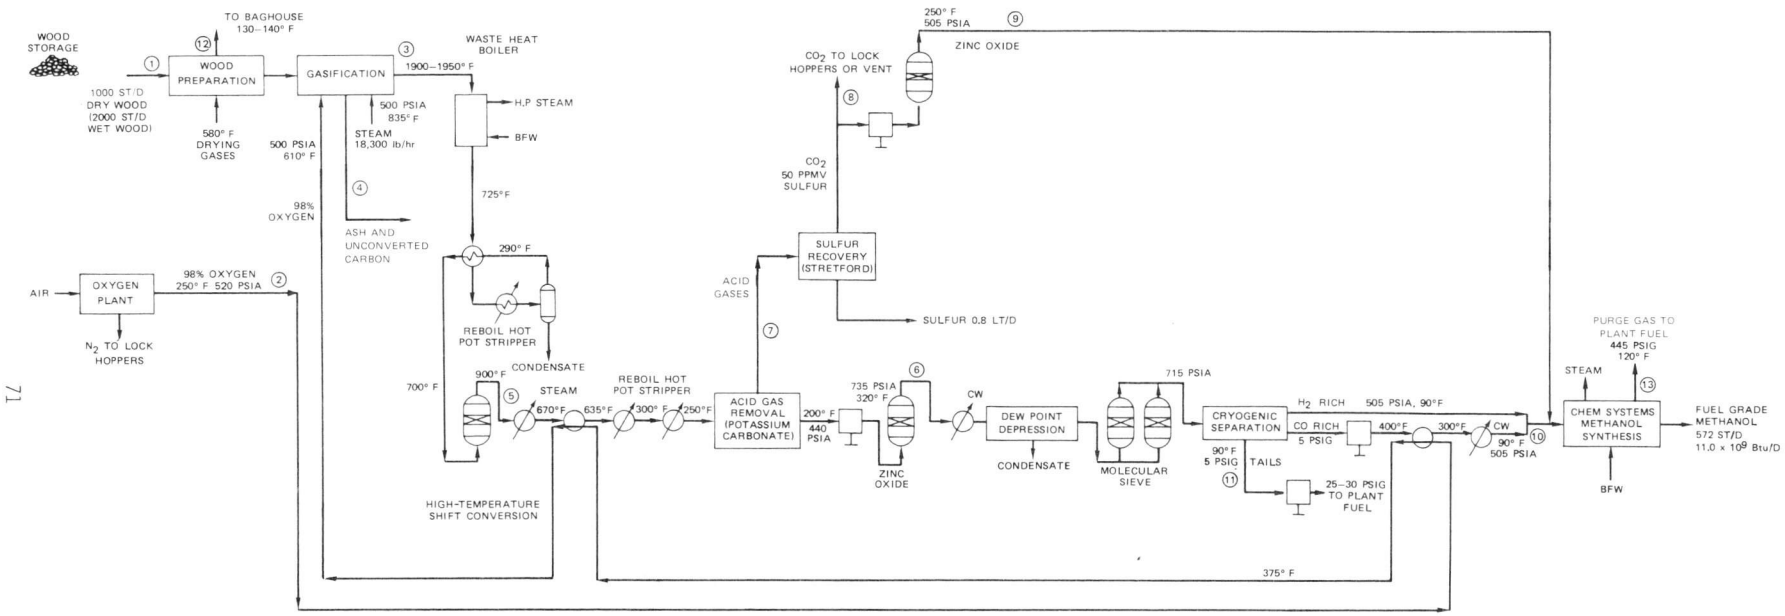 WOOD
STORAGE
1
1000 ST/D
DRY WOOD
(2000 ST/D
WET WOOD)
TO BAGHOUSE
130–140° F
12
WOOD
PREPARATION
580° F
DRYING
GASES
GASIFICATION
3
1900–1950° F
500 PSIA
835° F
STEAM
18,300 lb/hr
500 PSIA
610° F
98%
OXYGEN
4
ASH AND
UNCONVERTED
CARBON
WASTE HEAT
BOILER
H.P STEAM
BFW
725°F
290° F
REBOIL HOT
POT STRIPPER
CONDENSATE
AIR
OXYGEN
PLANT
98% OXYGEN
250° F 520 PSIA
2
N2 TO LOCK
HOPPERS
700° F
900° F
5
HIGH-TEMPERATURE
SHIFT CONVERSION
STEAM
670°F
635°F
REBOIL HOT
POT STRIPPER
300° F
250°F
ACID GAS
REMOVAL
(POTASSIUM
CARBONATE)
7
ACID
GASES
SULFUR
RECOVERY
(STRETFORD)
SULFUR 0.8 LT/D
CO2
50 PPMV
SULFUR
8
CO2 TO LOCK
HOPPERS OR VENT
250° F
505 PSIA
9
ZINC OXIDE
200° F
440
PSIA
735 PSIA
320° F
6
ZINC
OXIDE
CW
DEW POINT
DEPRESSION
CONDENSATE
MOLECULAR
SIEVE
715 PSIA
CRYOGENIC
SEPARATION
H2 RICH 505 PSIA, 90°F
CO RICH
5 PSIG
400°F
300°F
CW
90° F
505 PSIA
10
90° F
5 PSIG TAILS
11
25–30 PSIG
TO PLANT
FUEL
375° F
PURGE GAS TO
PLANT FUEL
445 PSIG
120° F
STEAM
13
CHEM SYSTEMS
METHANOL
SYNTHESIS
BFW
FUEL GRADE
METHANOL
572 ST/D
11.0 x 10⁹ Btu/D
71